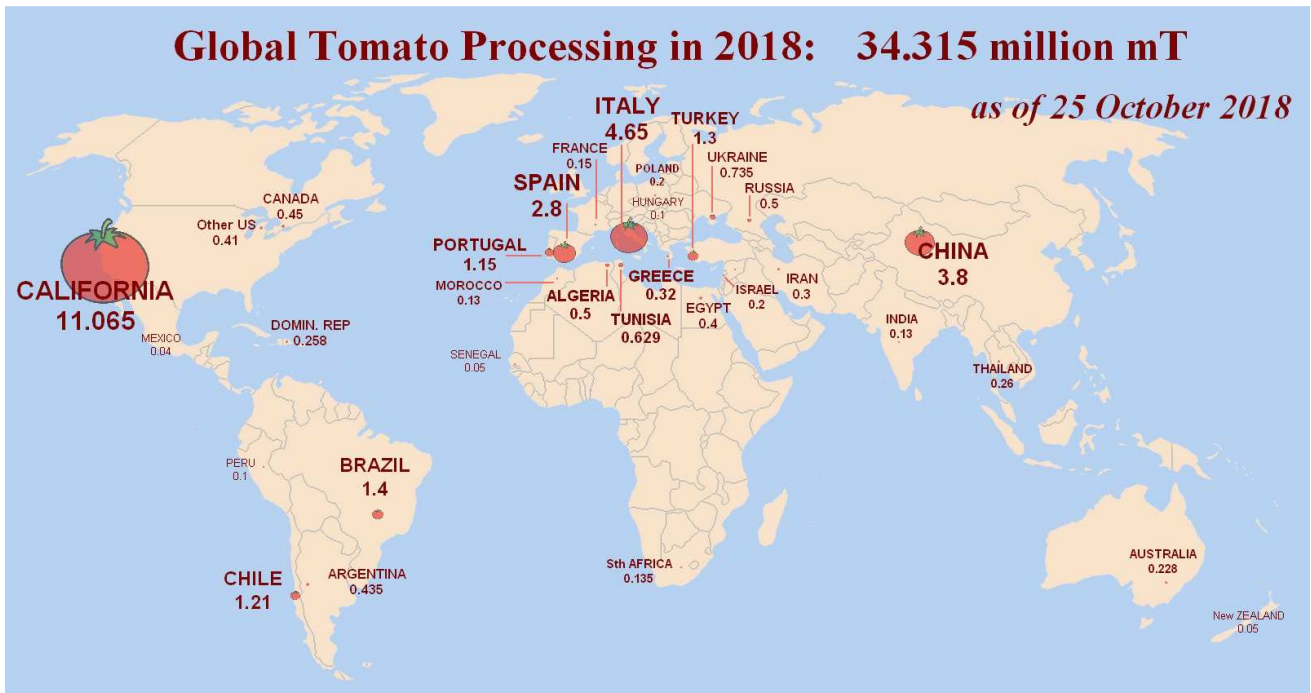 Global Tomato Processing in 2018: 34.315 million mT
as of 25 October 2018
ITALY
4.65
TURKEY
1.3
FRANCE
0.15
UKRAINE
0.735
POLAND
0.2
SPAIN
2.8
RUSSIA
0.5
HUNGARY
0.1
CANADA
0.45
Other US
0.41
PORTUGAL
1.15
CHINA
3.8
CALIFORNIA
11.065
MOROCCO
0.13
ALGERIA
0.5
GREECE
0.32
TUNISIA
0.629
EGYPT
0.4
ISRAEL
0.2
IRAN
0.3
INDIA
0.13
DOMIN. REP
0.258
MEXICO
0.04
SENEGAL
0.05
THAILAND
0.26
PERU
0.1
BRAZIL
1.4
CHILE
1.21
ARGENTINA
0.435
Sth AFRICA
0.135
AUSTRALIA
0.228
New ZEALAND
0.05